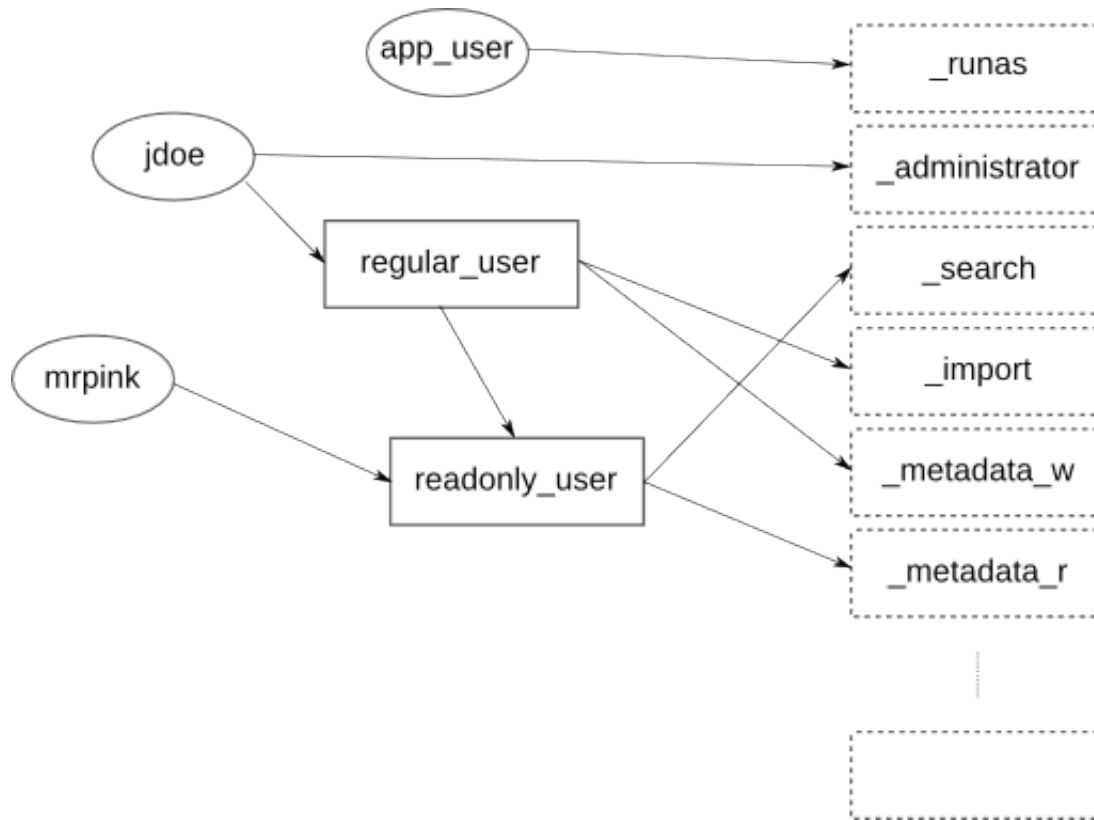 app_user
_runas
jdoe
_administrator
regular_user
_search
_import
mrpink
_metadata_w
readonly_user
_metadata_r